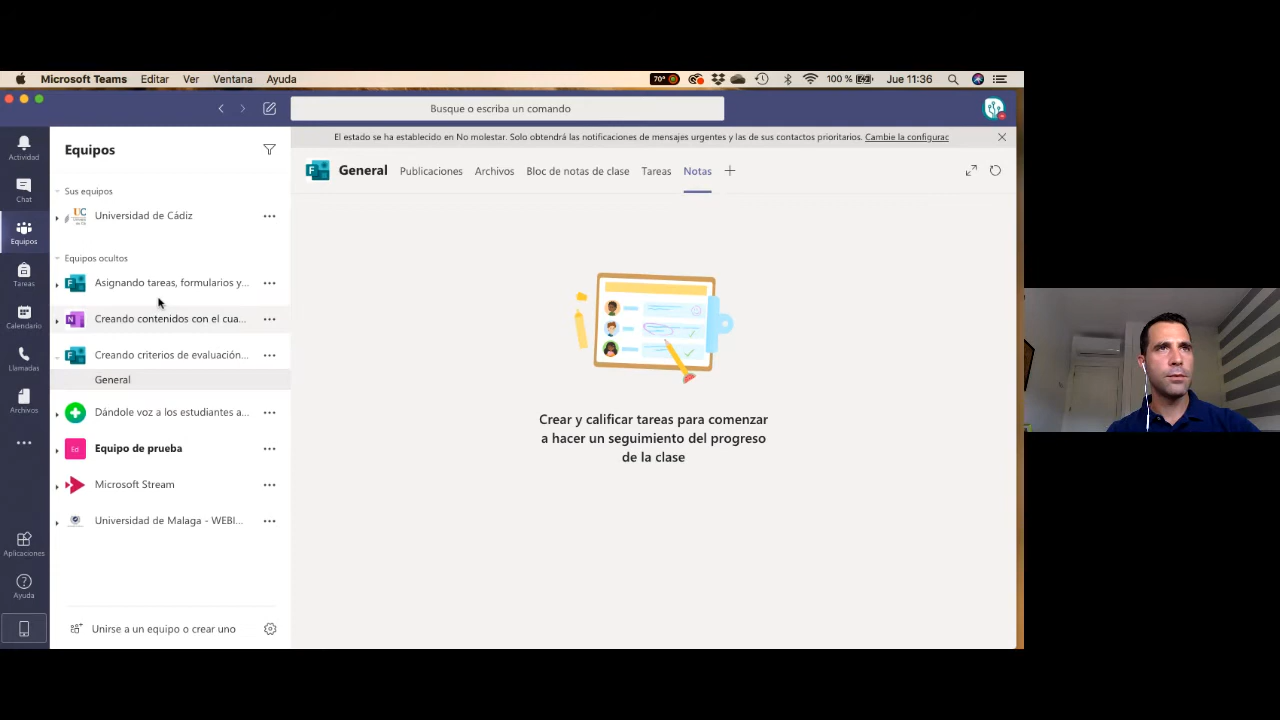 Microsoft Teams Editar Ver Ventana Ayuda
70° 100 % Jue 11:36
Busque o escriba un comando
El estado se ha establecido en No molestar. Solo obtendrá las notificaciones de mensajes urgentes y las de sus contactos prioritarios. Cambie la configurac
Actividad
Chat
Equipos
Tareas
Calendario
Llamadas
Archivos
Aplicaciones
Ayuda
Equipos
Sus equipos
Universidad de Cádiz
Equipos ocultos
Asignando tareas, formularios y...
Creando contenidos con el cua...
Creando criterios de evaluación...
General
Dándole voz a los estudiantes a...
Ed Equipo de prueba
Microsoft Stream
Universidad de Malaga - WEBI...
Unirse a un equipo o crear uno
General Publicaciones Archivos Bloc de notas de clase Tareas Notas
Crear y calificar tareas para comenzar
a hacer un seguimiento del progreso
de la clase